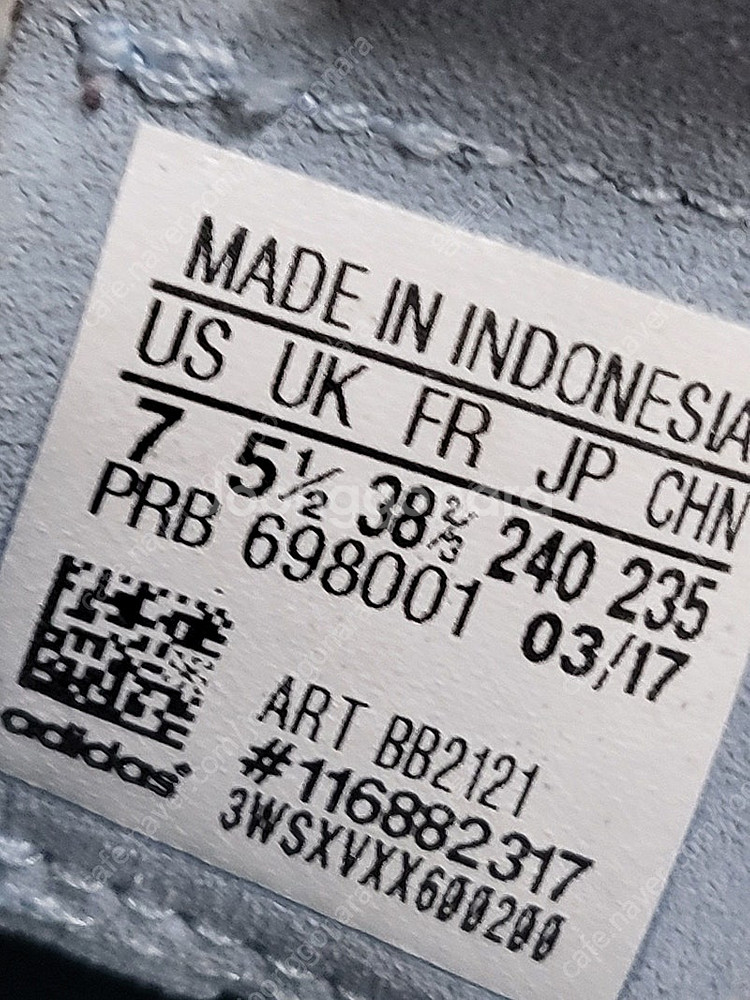 MADE IN INDONESIA
US UK FR JP CHN
7 5½ 38⅔ 240 235
PRB 698001 03/17
ART BB2121
#116882317
3WSXVXX600200
adidas